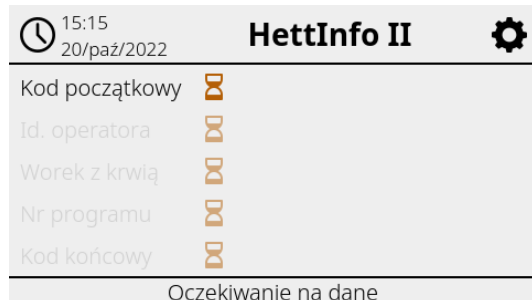 15:15
20/paź/2022
HettInfo II
Kod początkowy
Id. operatora
Worek z krwią
Nr programu
Kod końcowy
Oczekiwanie na dane